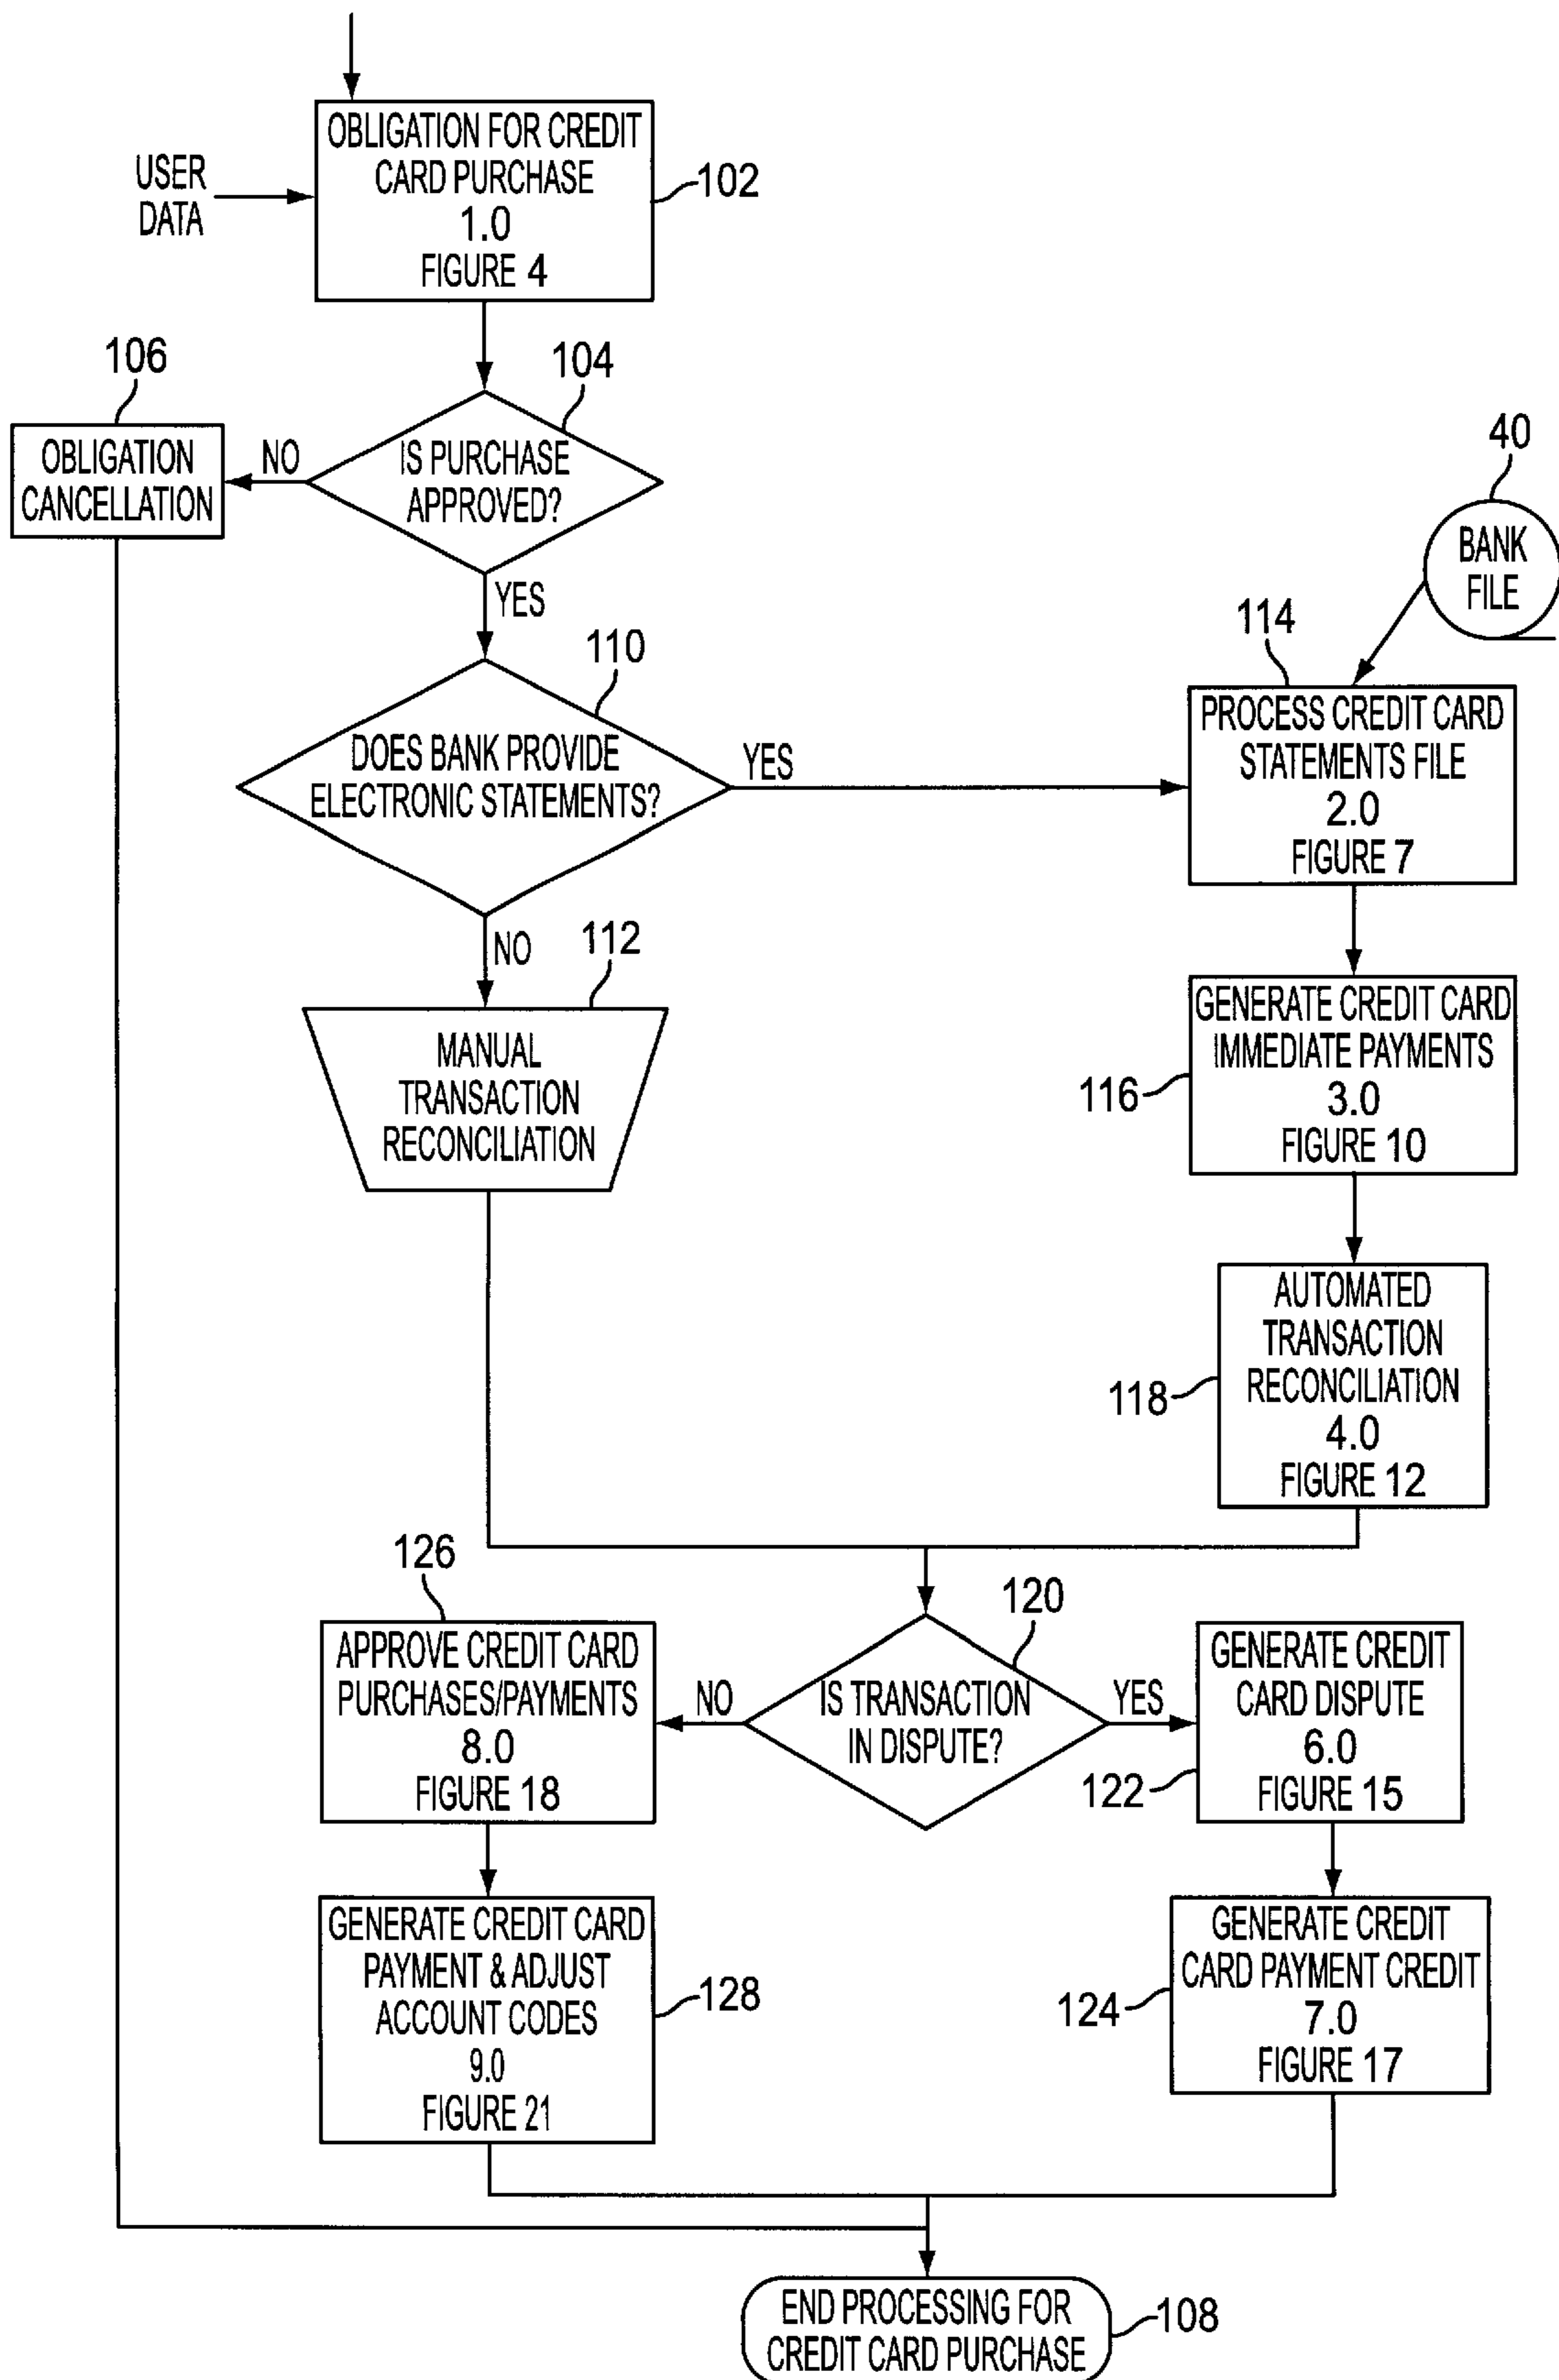 OBLIGATION FOR CREDIT
CARD PURCHASE
1.0
FIGURE 4
102
USER
DATA
106
OBLIGATION
CANCELLATION
NO
104
IS PURCHASE
APPROVED?
YES
40
BANK
FILE
110
DOES BANK PROVIDE
ELECTRONIC STATEMENTS?
YES
NO
114
PROCESS CREDIT CARD
STATEMENTS FILE
2.0
FIGURE 7
112
MANUAL
TRANSACTION
RECONCILIATION
GENERATE CREDIT CARD
IMMEDIATE PAYMENTS
3.0
FIGURE 10
116
AUTOMATED
TRANSACTION
RECONCILIATION
4.0
FIGURE 12
118
126
APPROVE CREDIT CARD
PURCHASES/PAYMENTS
8.0
FIGURE 18
NO
120
IS TRANSACTION
IN DISPUTE?
YES
GENERATE CREDIT
CARD DISPUTE
6.0
FIGURE 15
122
GENERATE CREDIT CARD
PAYMENT & ADJUST
ACCOUNT CODES
9.0
FIGURE 21
128
GENERATE CREDIT
CARD PAYMENT CREDIT
7.0
FIGURE 17
124
END PROCESSING FOR
CREDIT CARD PURCHASE
108